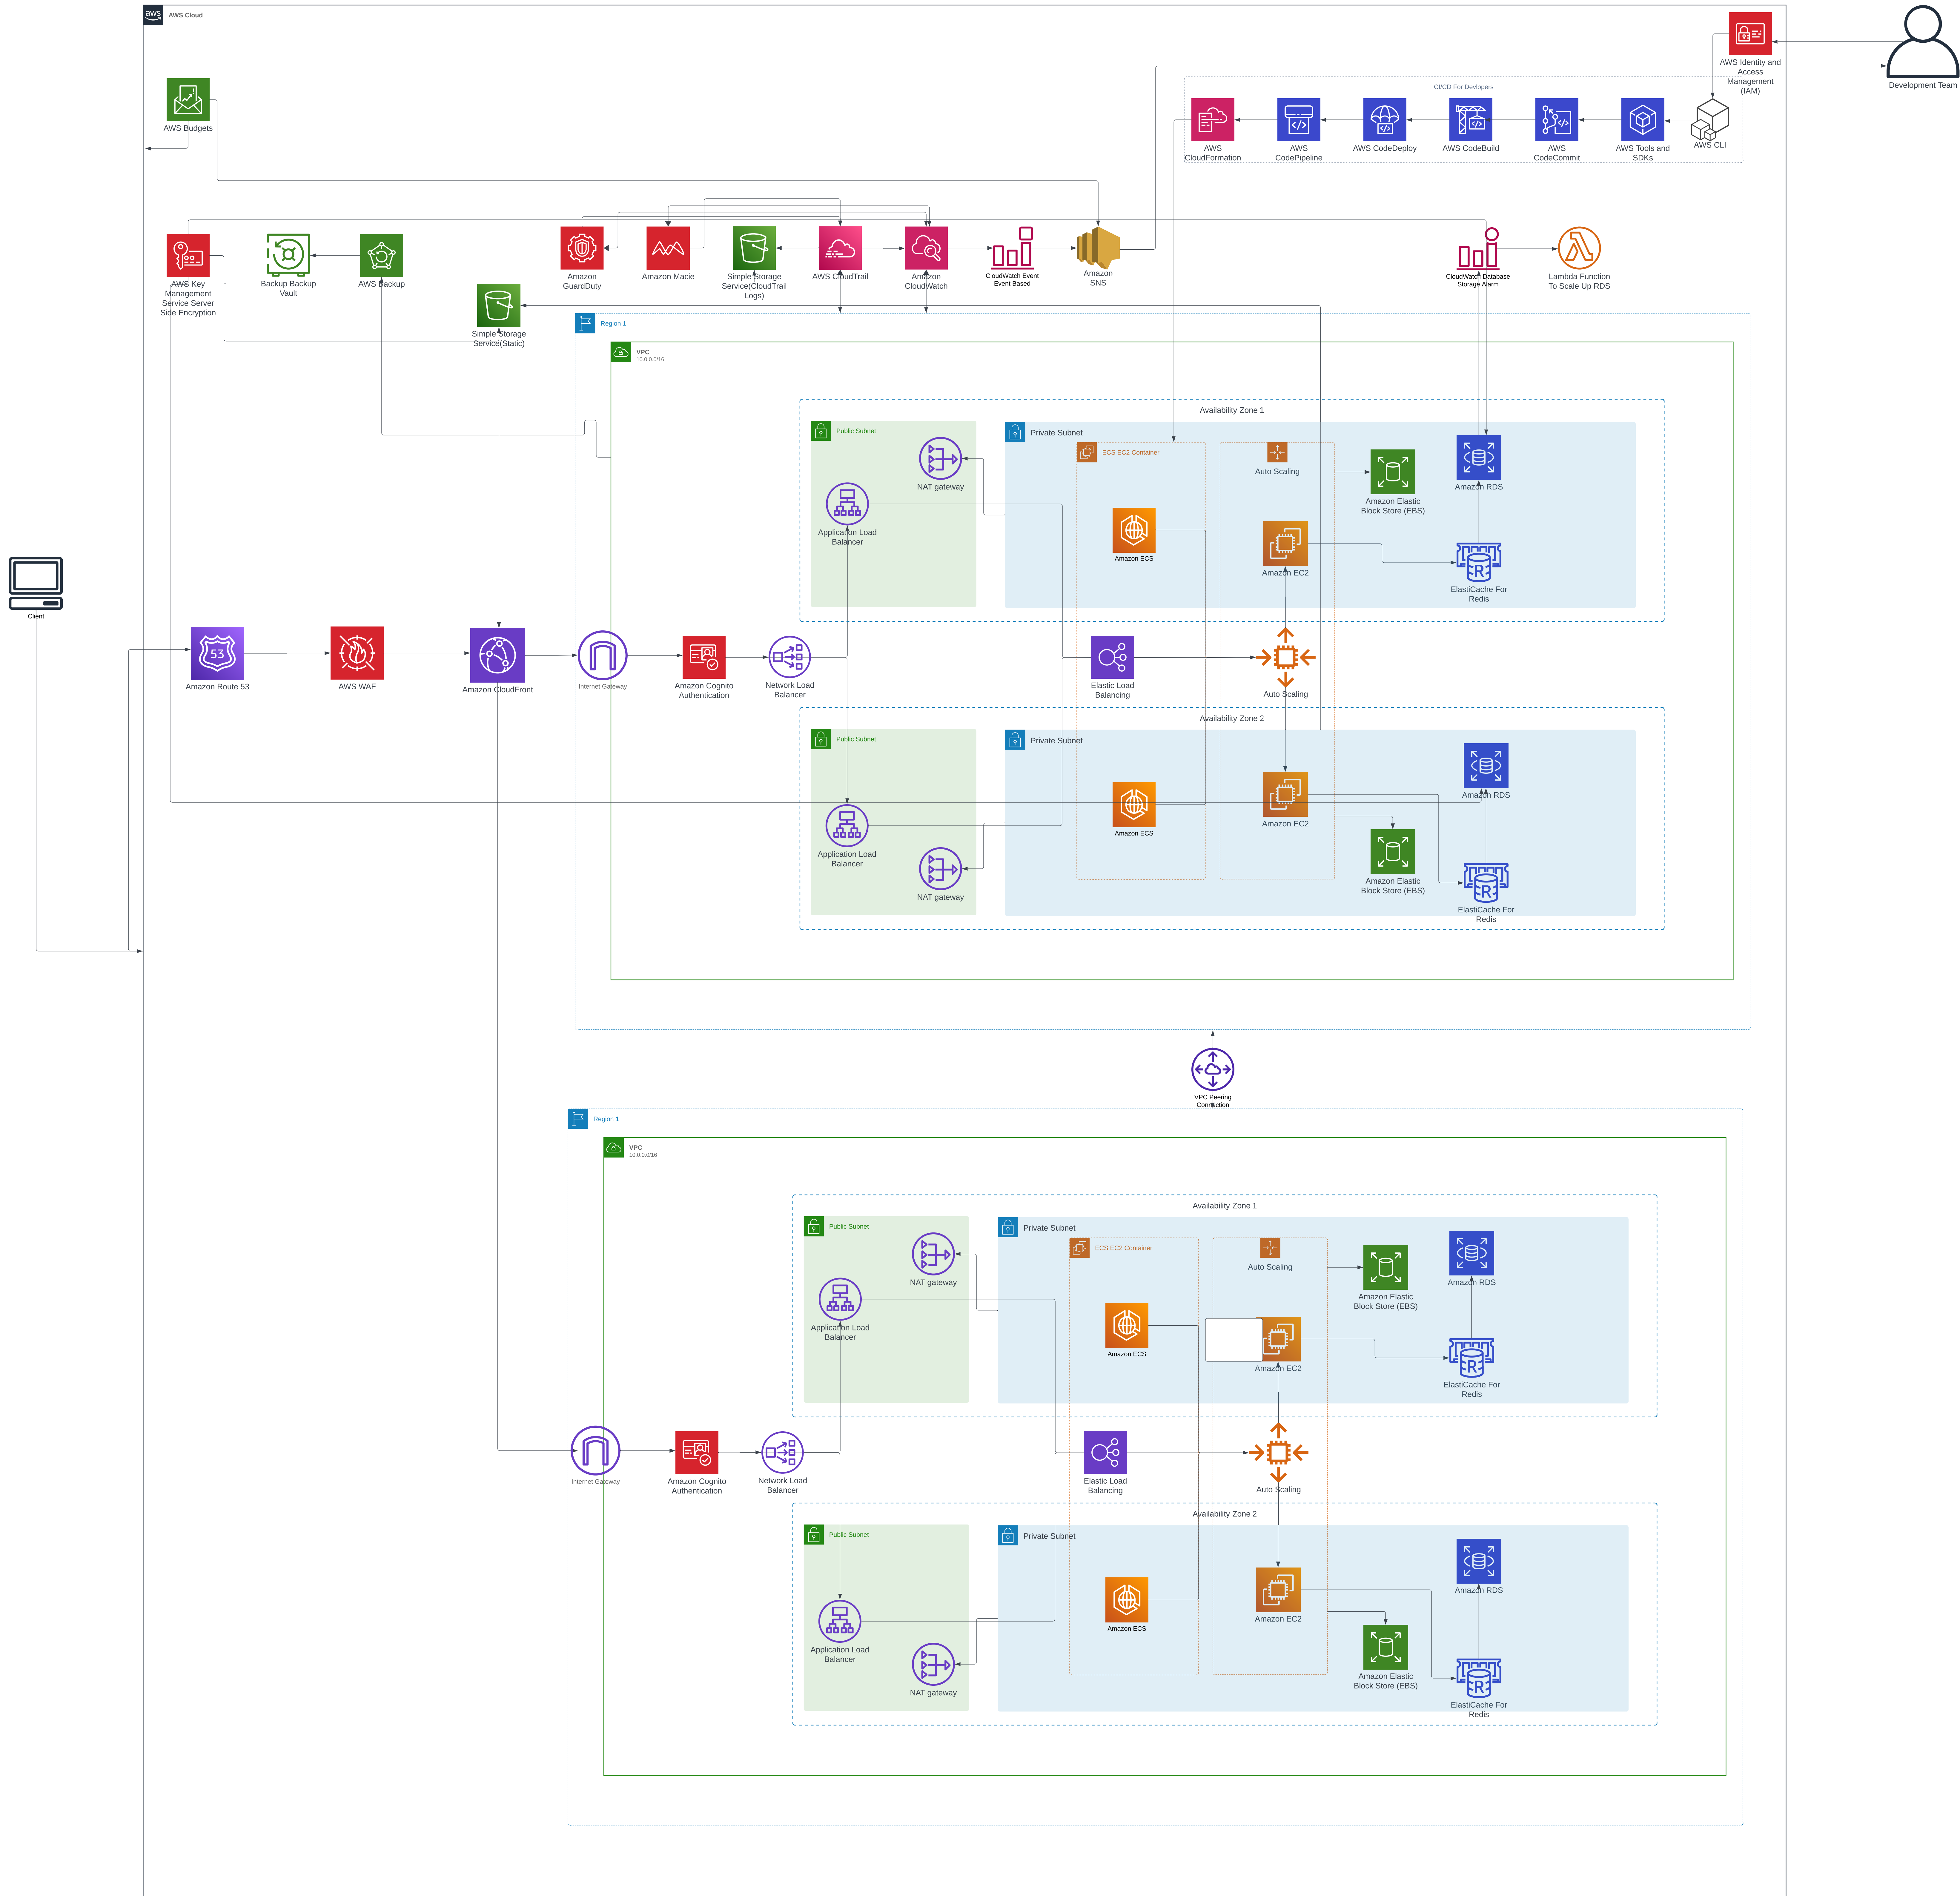 aws
AWS Cloud
AWS Identity and
Access
Management
(IAM)
Development Team
AWS Budgets
CI/CD For Devlopers
AWS
CloudFormation
AWS
CodePipeline
AWS CodeDeploy
AWS CodeBuild
AWS
CodeCommit
AWS Tools and
SDKs
AWS CLI
AWS Key
Management
Service Server
Side Encryption
Backup Backup
Vault
AWS Backup
Amazon
GuardDuty
Amazon Macie
Simple Storage
Service(CloudTrail
Logs)
AWS CloudTrail
Amazon
CloudWatch
CloudWatch Event
Event Based
Amazon
SNS
CloudWatch Database
Storage Alarm
Lambda Function
To Scale Up RDS
Simple Storage
Service(Static)
Region 1
VPC
10.0.0.0/16
Availability Zone 1
Public Subnet
NAT gateway
Application Load
Balancer
Private Subnet
ECS EC2 Container
Amazon ECS
Auto Scaling
Amazon EC2
Amazon Elastic
Block Store (EBS)
Amazon RDS
R
ElastiCache For
Redis
Client
53
Amazon Route 53
AWS WAF
Amazon CloudFront
Internet Gateway
Amazon Cognito
Authentication
Network Load
Balancer
Elastic Load
Balancing
Auto Scaling
Availability Zone 2
Public Subnet
Application Load
Balancer
NAT gateway
Private Subnet
Amazon ECS
Amazon EC2
Amazon Elastic
Block Store (EBS)
Amazon RDS
R
ElastiCache For
Redis
VPC Peering
Connection
Region 1
VPC
10.0.0.0/16
Availability Zone 1
Public Subnet
NAT gateway
Application Load
Balancer
Private Subnet
ECS EC2 Container
Amazon ECS
Auto Scaling
Amazon EC2
Amazon Elastic
Block Store (EBS)
Amazon RDS
R
ElastiCache For
Redis
Internet Gateway
Amazon Cognito
Authentication
Network Load
Balancer
Elastic Load
Balancing
Auto Scaling
Availability Zone 2
Public Subnet
Application Load
Balancer
NAT gateway
Private Subnet
Amazon ECS
Amazon EC2
Amazon Elastic
Block Store (EBS)
Amazon RDS
R
ElastiCache For
Redis